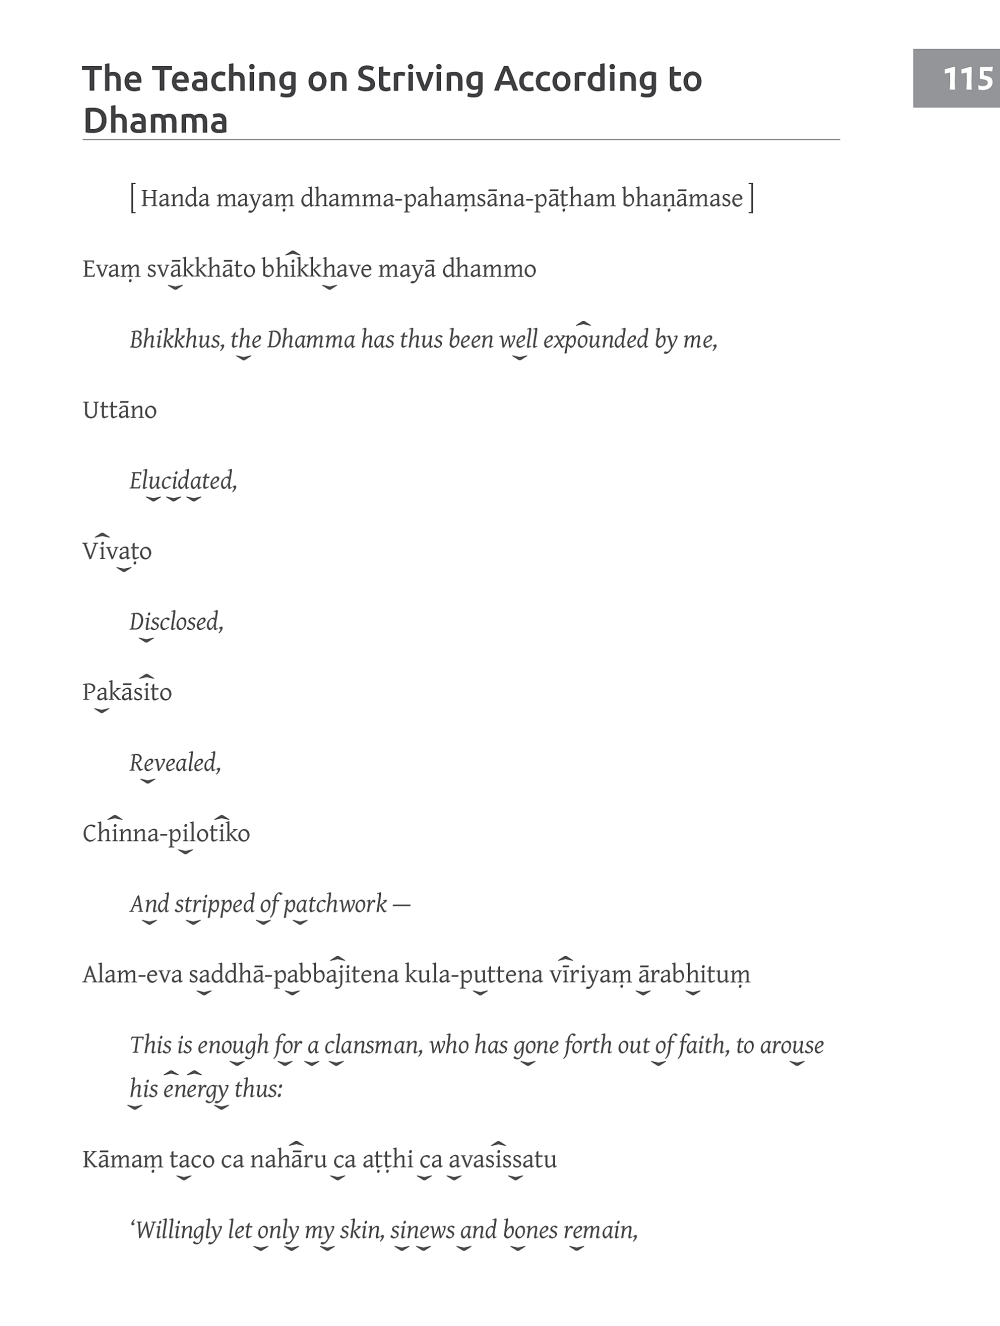 The Teaching on Striving According to
Dhamma
115
[ Handa mayaṃ dhamma-pahaṃsāna-pāṭham bhaṇāmase ]
Evaṃ svākkhāto bhikkhave mayā dhammo
Bhikkhus, the Dhamma has thus been well expounded by me,
Uttāno
Elucidated,
Vivaṭo
Disclosed,
Pakāsito
Revealed,
Chinna-pilotiko
And stripped of patchwork —
Alam-eva saddhā-pabbajitena kula-puttena vīriyaṃ ārabhituṃ
This is enough for a clansman, who has gone forth out of faith, to arouse
his energy thus:
Kāmaṃ taco ca nahāru ca aṭṭhi ca avasissatu
‘Willingly let only my skin, sinews and bones remain,